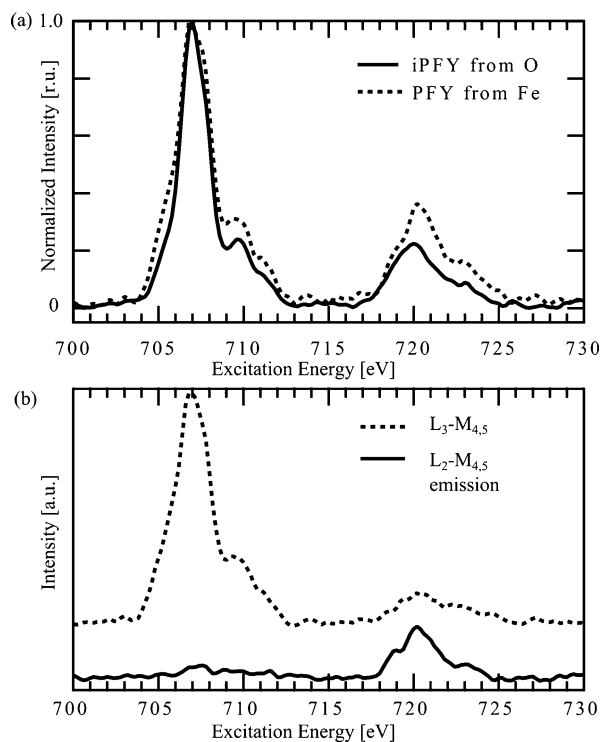 (a)
1.0
iPFY from O
PFY from Fe
Normalized Intensity [r.u.]
0
700 705 710 715 720 725 730
Excitation Energy [eV]
(b)
L3-M4,5
L2-M4,5
emission
Intensity [a.u.]
700 705 710 715 720 725 730
Excitation Energy [eV]